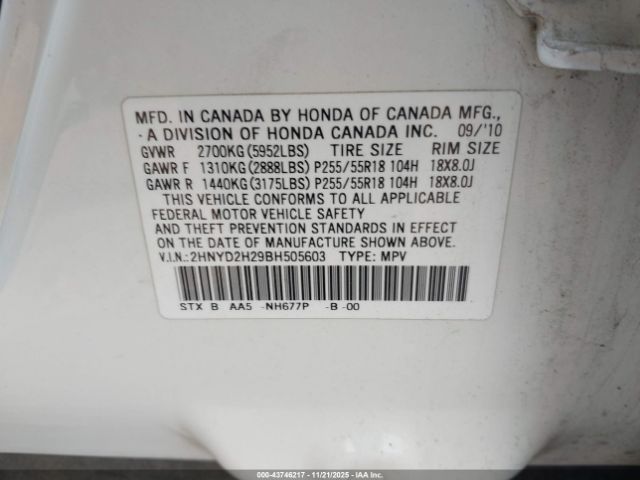 MFD. IN CANADA BY HONDA OF CANADA MFG.,
A DIVISION OF HONDA CANADA INC. 09/'10
GVWR 2700KG(5952LBS) TIRE SIZE RIM SIZE
GAWR F 1310KG(2888LBS) P255/55R18 104H 18X8.0J
GAWR R 1440KG(3175LBS) P255/55R18 104H 18X8.0J
THIS VEHICLE CONFORMS TO ALL APPLICABLE
FEDERAL MOTOR VEHICLE SAFETY
AND THEFT PREVENTION STANDARDS IN EFFECT
ON THE DATE OF MANUFACTURE SHOWN ABOVE.
V.I.N.:2HNYD2H29BH505603 TYPE: MPV
STX B AA5 -NH677P -B -00
000-43746217 - 11/21/2025 - © IAA, Inc.